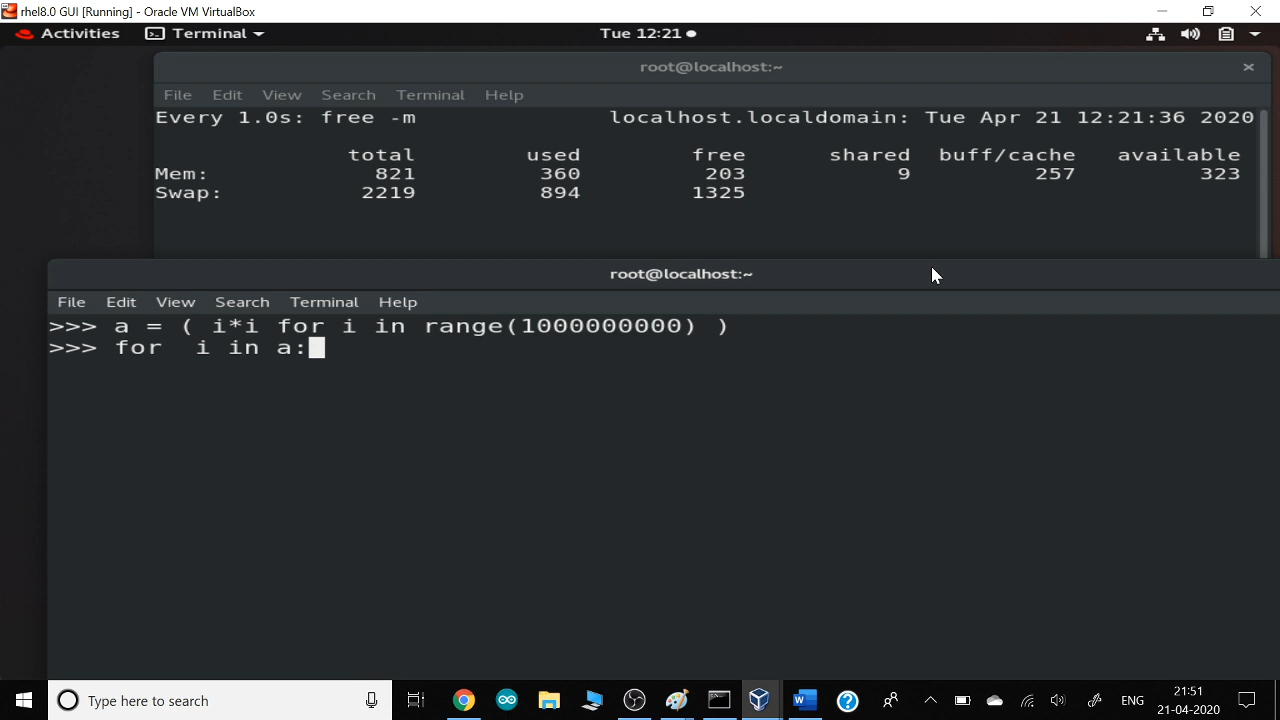 rhel8.0 GUI [Running] - Oracle VM VirtualBox
Activities Terminal Tue 12:21
root@localhost:~
File Edit View Search Terminal Help
Every 1.0s: free -m localhost.localdomain: Tue Apr 21 12:21:36 2020
total used free shared buff/cache available
Mem: 821 360 203 9 257 323
Swap: 2219 894 1325
root@localhost:~
File Edit View Search Terminal Help
>>> a = ( i*i for i in range(1000000000) )
>>> for  i in a:
Type here to search ENG 21:51
21-04-2020